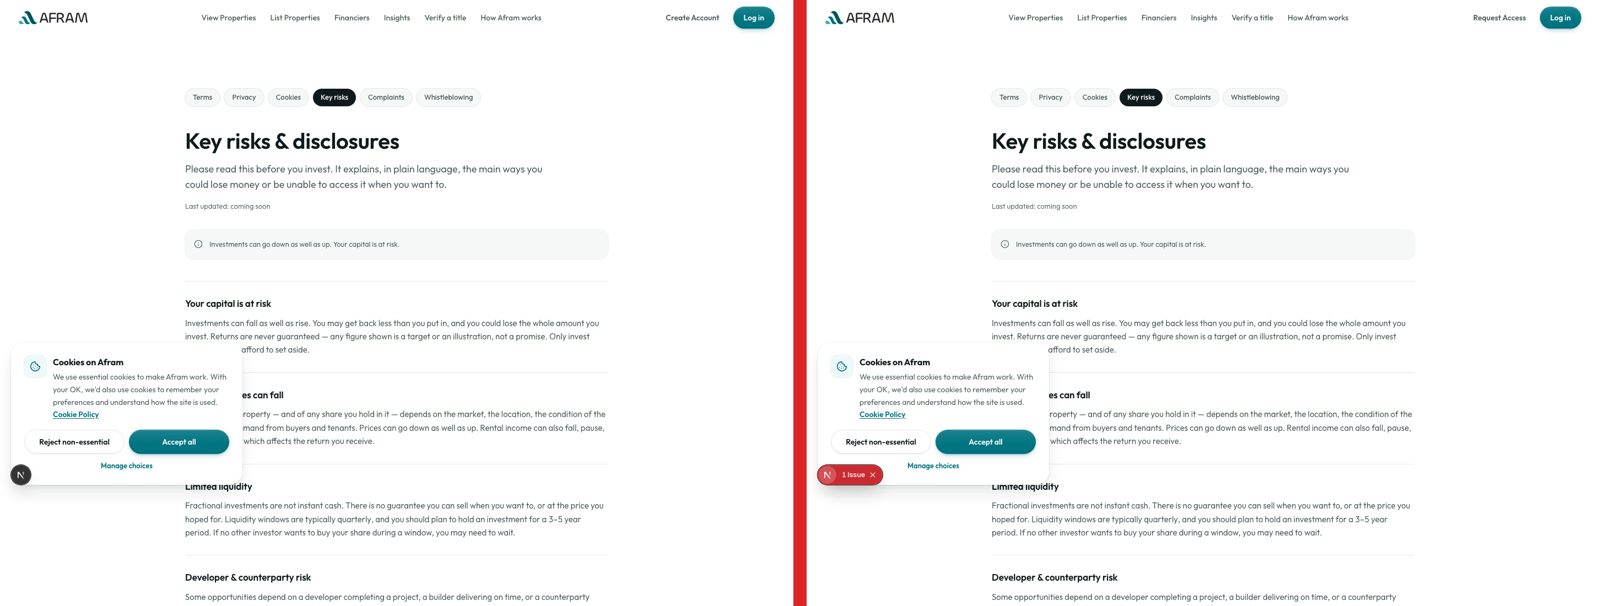 AFRAM
View Properties List Properties Financiers Insights Verify a title How Afram works
Create Account Log in
Terms Privacy Cookies Key risks Complaints Whistleblowing
Key risks & disclosures
Please read this before you invest. It explains, in plain language, the main ways you
could lose money or be unable to access it when you want to.
Last updated: coming soon
Investments can go down as well as up. Your capital is at risk.
Your capital is at risk
Investments can fall as well as rise. You may get back less than you put in, and you could lose the whole amount you
invest. Returns are never guaranteed — any figure shown is a target or an illustration, not a promise. Only invest
afford to set aside.
es can fall
roperty — and of any share you hold in it — depends on the market, the location, the condition of the
mand from buyers and tenants. Prices can go down as well as up. Rental income can also fall, pause,
which affects the return you receive.
Cookies on Afram
We use essential cookies to make Afram work. With
your OK, we'd also use cookies to remember your
preferences and understand how the site is used.
Cookie Policy
Reject non-essential Accept all
Manage choices
N
Limited liquidity
Fractional investments are not instant cash. There is no guarantee you can sell when you want to, or at the price you
hoped for. Liquidity windows are typically quarterly, and you should plan to hold an investment for a 3–5 year
period. If no other investor wants to buy your share during a window, you may need to wait.
Developer & counterparty risk
Some opportunities depend on a developer completing a project, a builder delivering on time, or a counterparty
AFRAM
View Properties List Properties Financiers Insights Verify a title How Afram works
Request Access Log in
Terms Privacy Cookies Key risks Complaints Whistleblowing
Key risks & disclosures
Please read this before you invest. It explains, in plain language, the main ways you
could lose money or be unable to access it when you want to.
Last updated: coming soon
Investments can go down as well as up. Your capital is at risk.
Your capital is at risk
Investments can fall as well as rise. You may get back less than you put in, and you could lose the whole amount you
invest. Returns are never guaranteed — any figure shown is a target or an illustration, not a promise. Only invest
afford to set aside.
es can fall
roperty — and of any share you hold in it — depends on the market, the location, the condition of the
mand from buyers and tenants. Prices can go down as well as up. Rental income can also fall, pause,
which affects the return you receive.
Cookies on Afram
We use essential cookies to make Afram work. With
your OK, we'd also use cookies to remember your
preferences and understand how the site is used.
Cookie Policy
Reject non-essential Accept all
Manage choices
N 1 Issue
Limited liquidity
Fractional investments are not instant cash. There is no guarantee you can sell when you want to, or at the price you
hoped for. Liquidity windows are typically quarterly, and you should plan to hold an investment for a 3–5 year
period. If no other investor wants to buy your share during a window, you may need to wait.
Developer & counterparty risk
Some opportunities depend on a developer completing a project, a builder delivering on time, or a counterparty